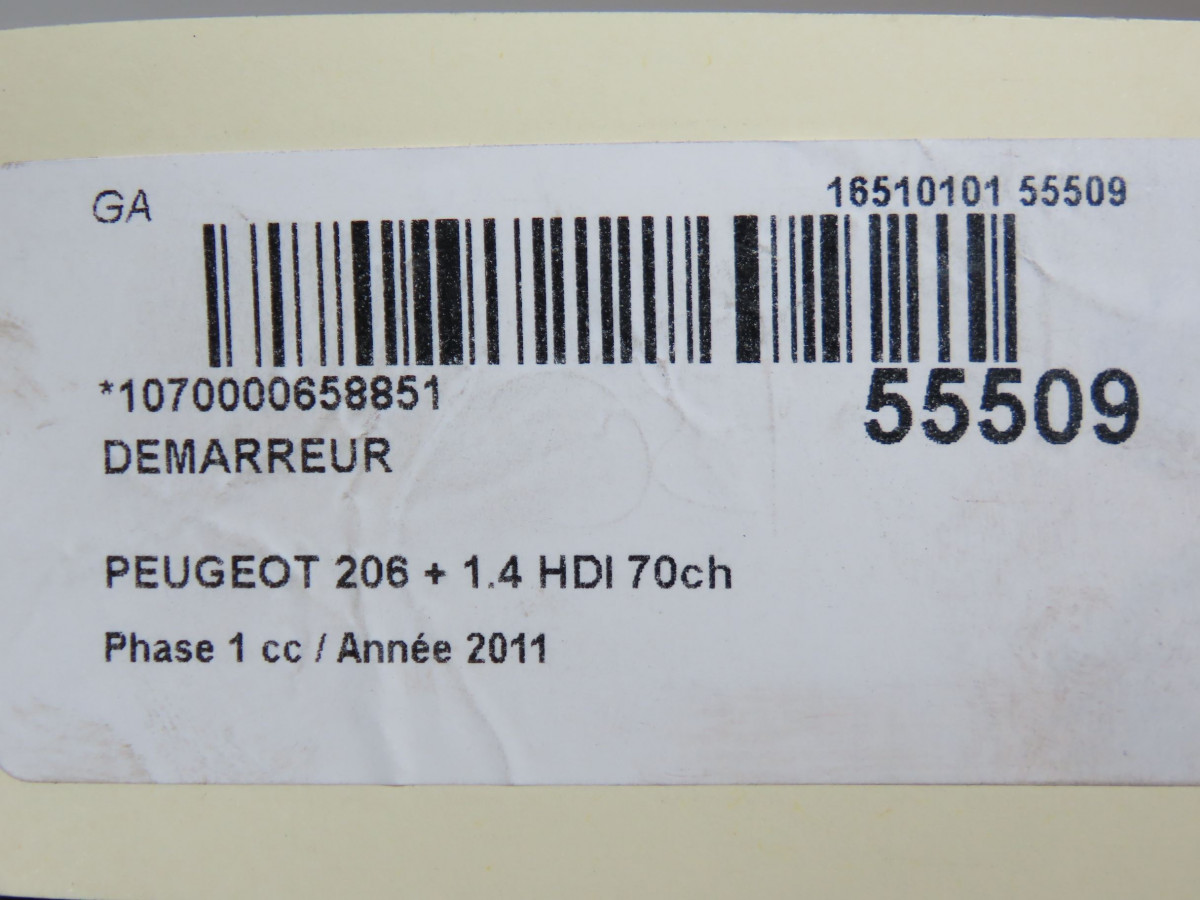 GA
16510101 55509
*1070000658851
55509
DEMARREUR
PEUGEOT 206 + 1.4 HDI 70ch
Phase 1 cc / Année 2011